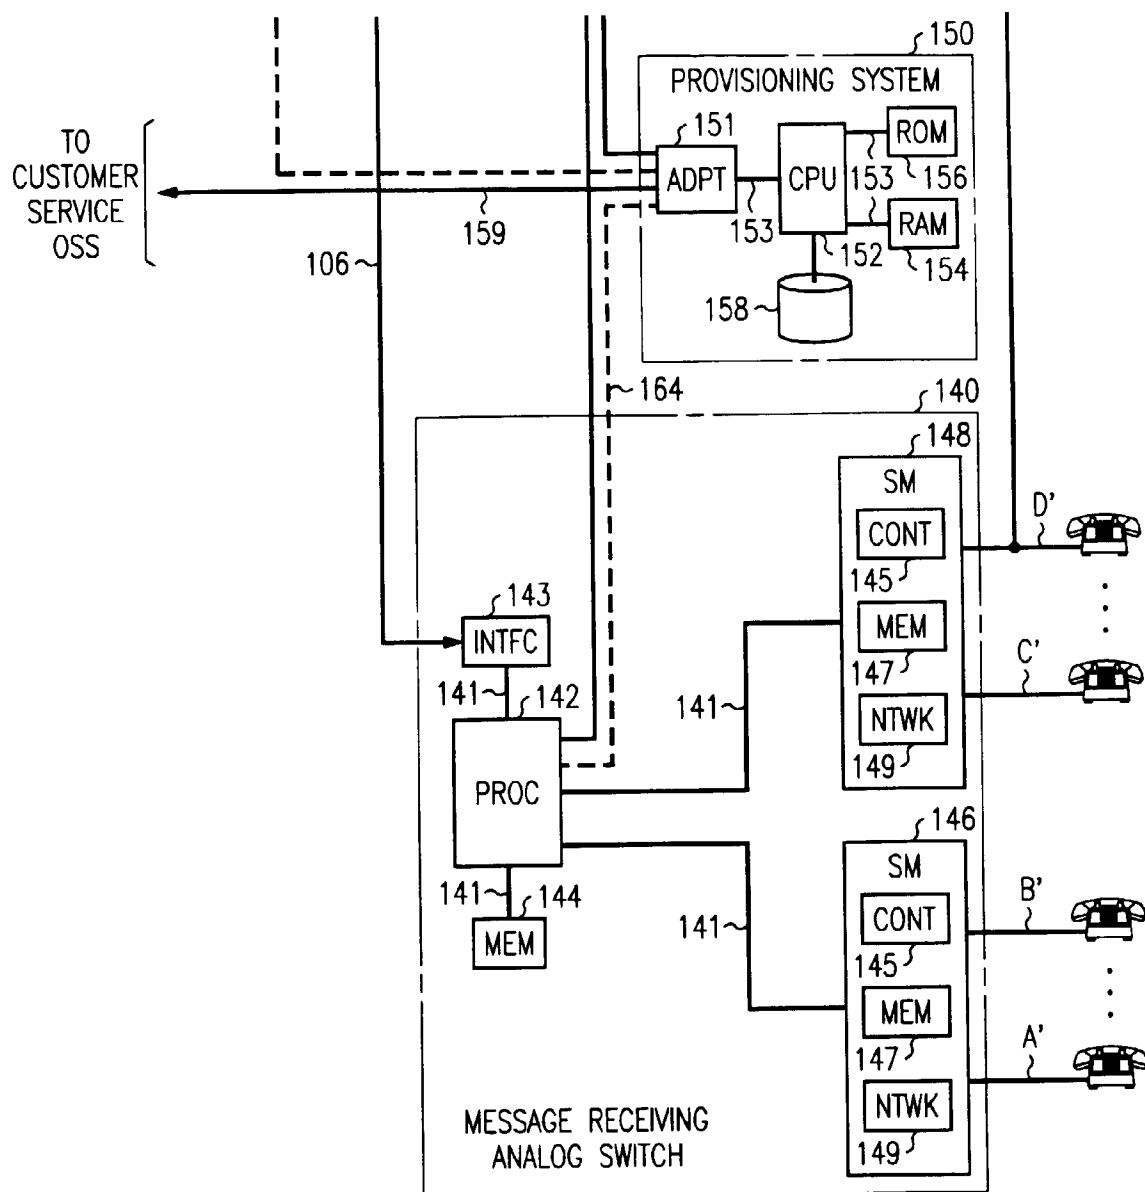 150
PROVISIONING SYSTEM
TO
CUSTOMER
SERVICE
OSS
151
ADPT
CPU
ROM
153
156
153
RAM
152
154
159
106
158
164
140
148
SM
CONT
145
MEM
147
NTWK
149
D'
C'
143
INTFC
141
142
PROC
141
144
MEM
141
141
146
SM
CONT
145
MEM
147
NTWK
149
B'
A'
MESSAGE RECEIVING
ANALOG SWITCH